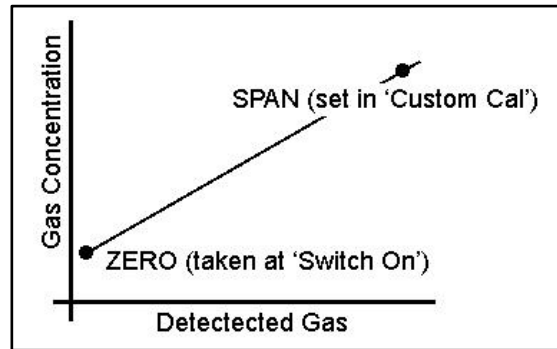 SPAN (set in 'Custom Cal')
Gas Concentration
ZERO (taken at 'Switch On')
Detectected Gas